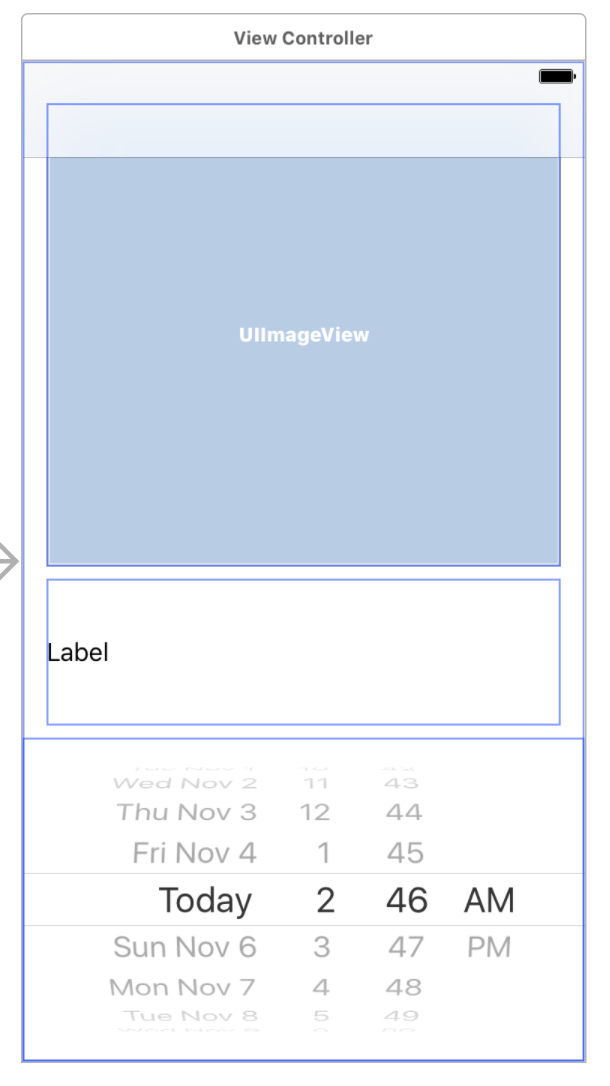 View Controller
UIImageView
Label
Wed Nov 2 11 43
Thu Nov 3 12 44
Fri Nov 4 1 45
Today 2 46 AM
Sun Nov 6 3 47 PM
Mon Nov 7 4 48
Tue Nov 8 5 49